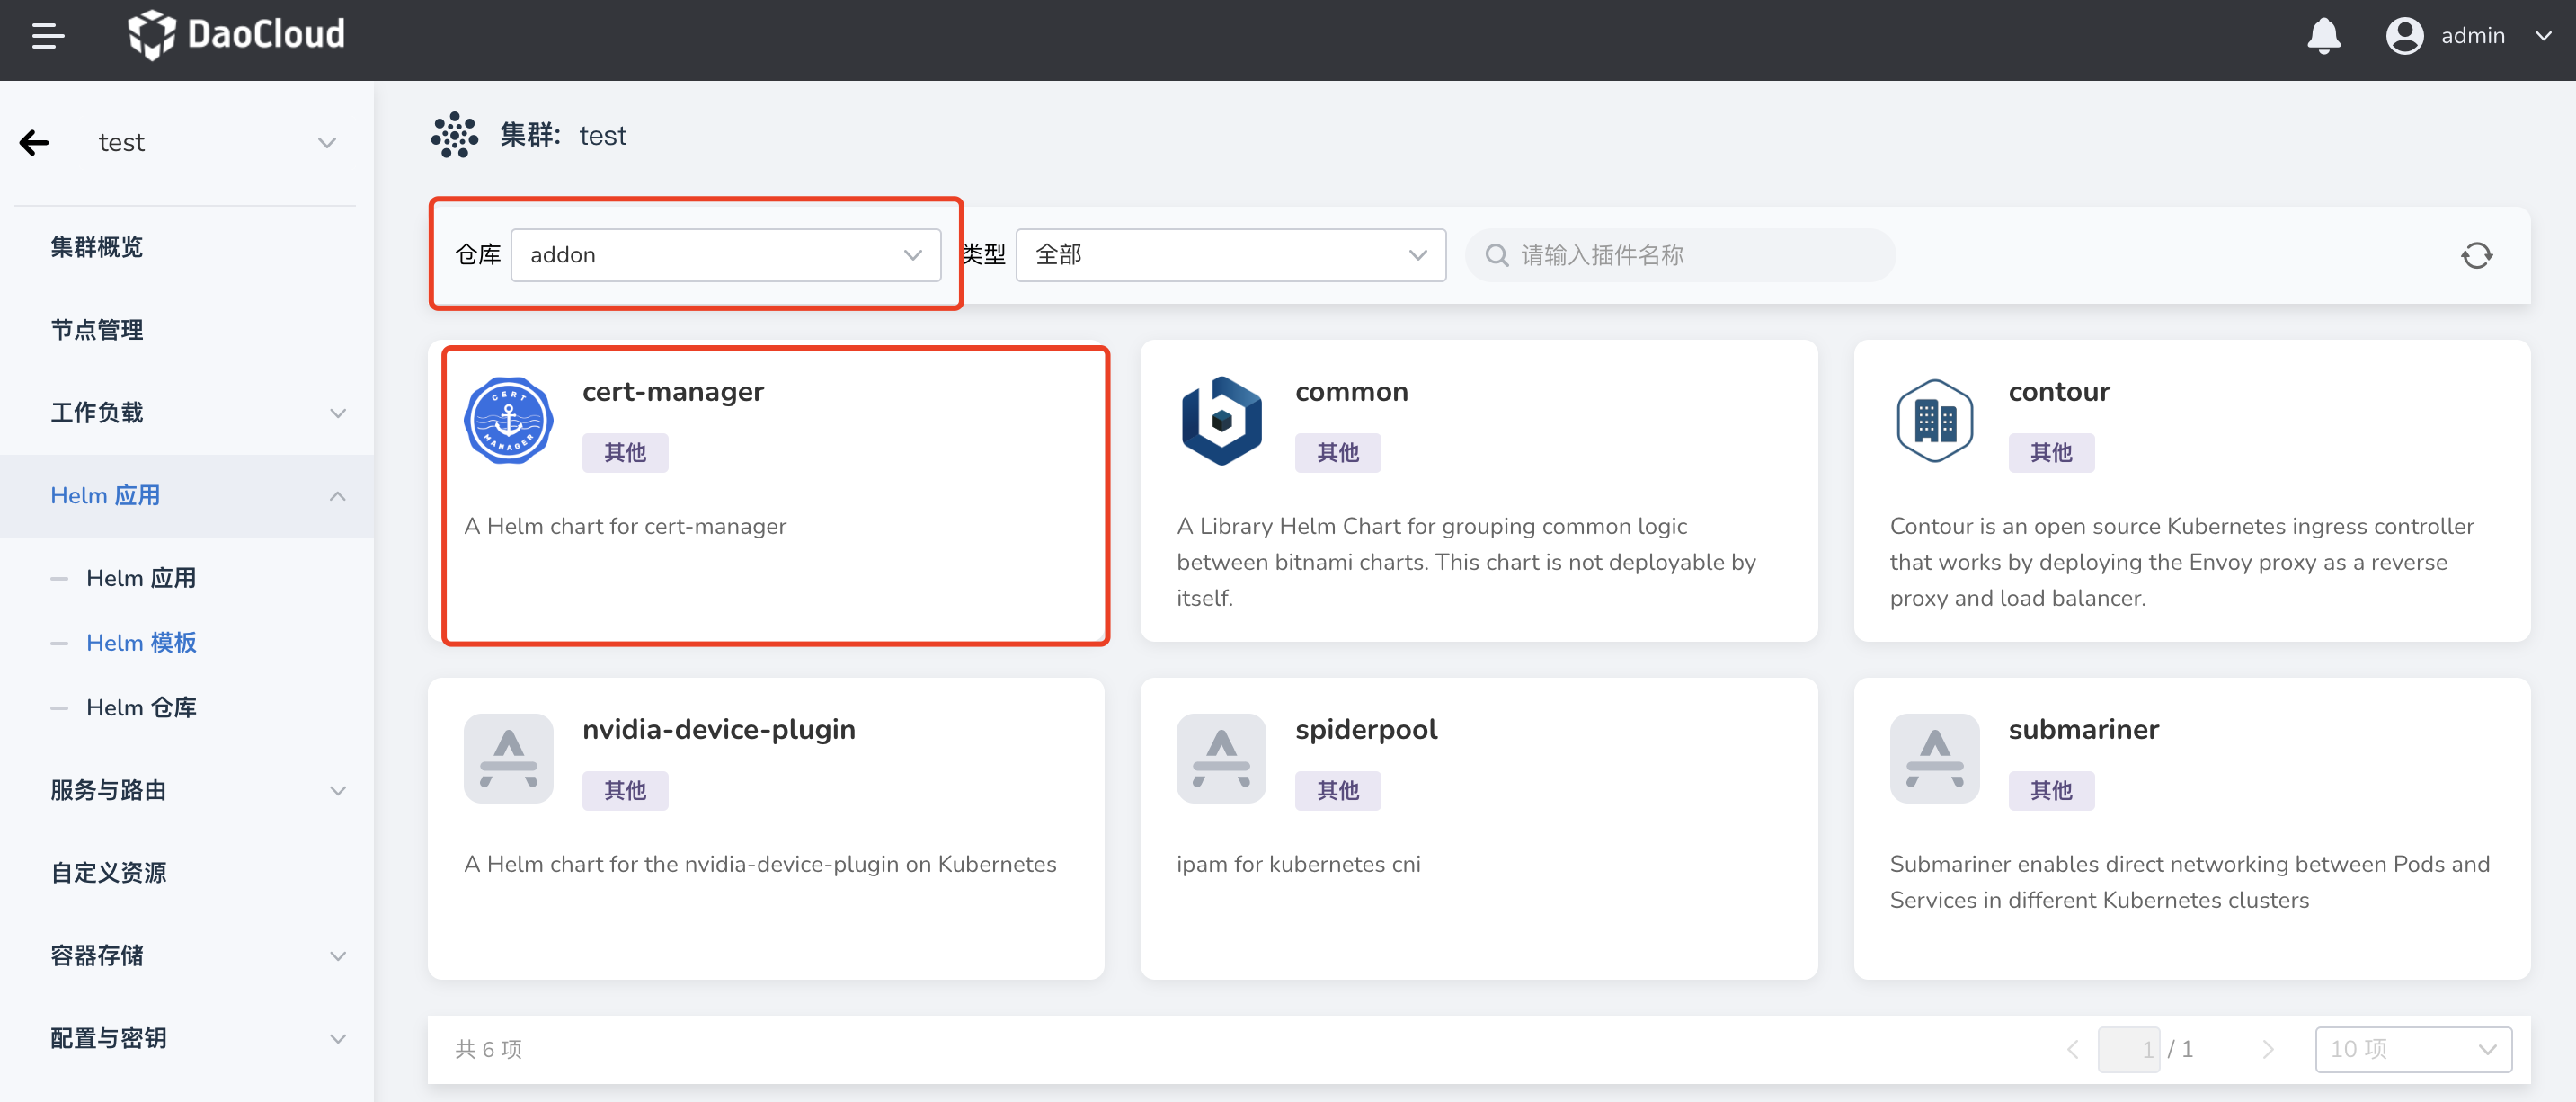 DaoCloud
admin
test
集群概览
节点管理
工作负载
Helm 应用
Helm 应用
Helm 模板
Helm 仓库
服务与路由
自定义资源
容器存储
配置与密钥
集群: test
仓库 addon 类型 全部 请输入插件名称
cert-manager
其他
A Helm chart for cert-manager
CERT
MANAGER
common
其他
A Library Helm Chart for grouping common logic
between bitnami charts. This chart is not deployable by
itself.
contour
其他
Contour is an open source Kubernetes ingress controller
that works by deploying the Envoy proxy as a reverse
proxy and load balancer.
nvidia-device-plugin
其他
A Helm chart for the nvidia-device-plugin on Kubernetes
spiderpool
其他
ipam for kubernetes cni
submariner
其他
Submariner enables direct networking between Pods and
Services in different Kubernetes clusters
共 6 项
1 / 1
10 项